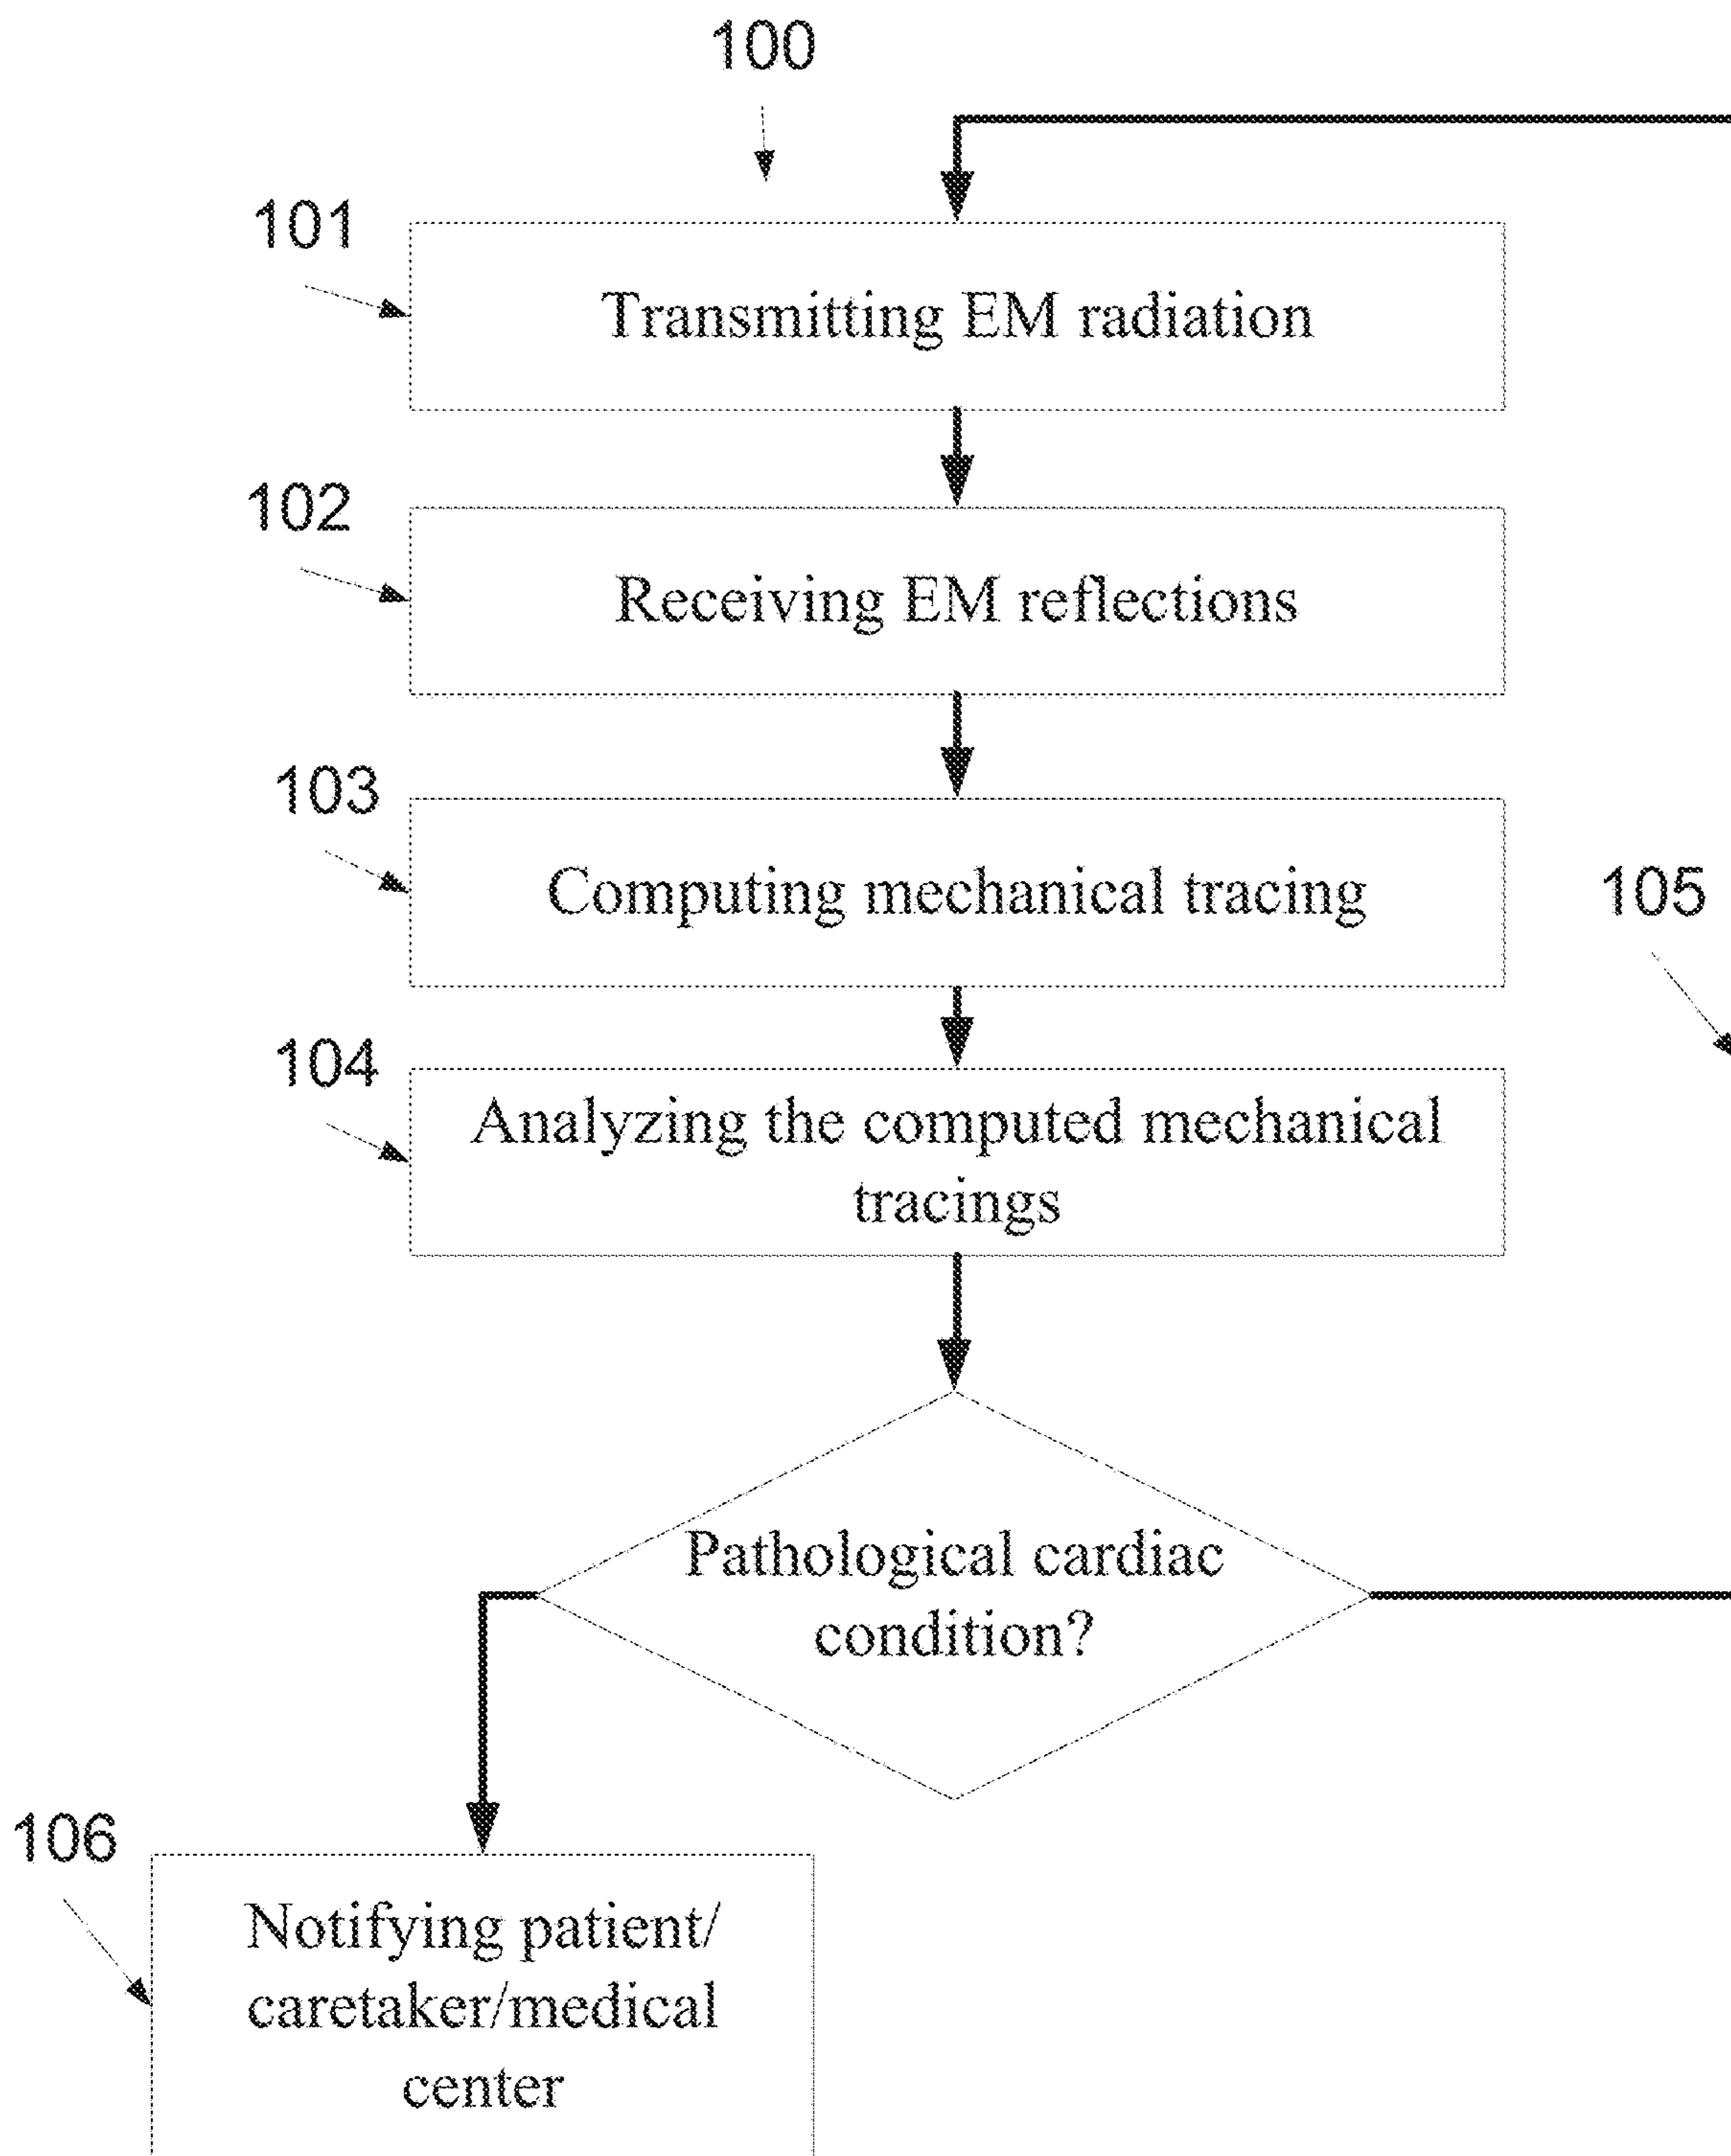 100
101
Transmitting EM radiation
102
Receiving EM reflections
103
Computing mechanical tracing
105
104
Analyzing the computed mechanical
tracings
Pathological cardiac
condition?
106
Notifying patient/
caretaker/medical
center